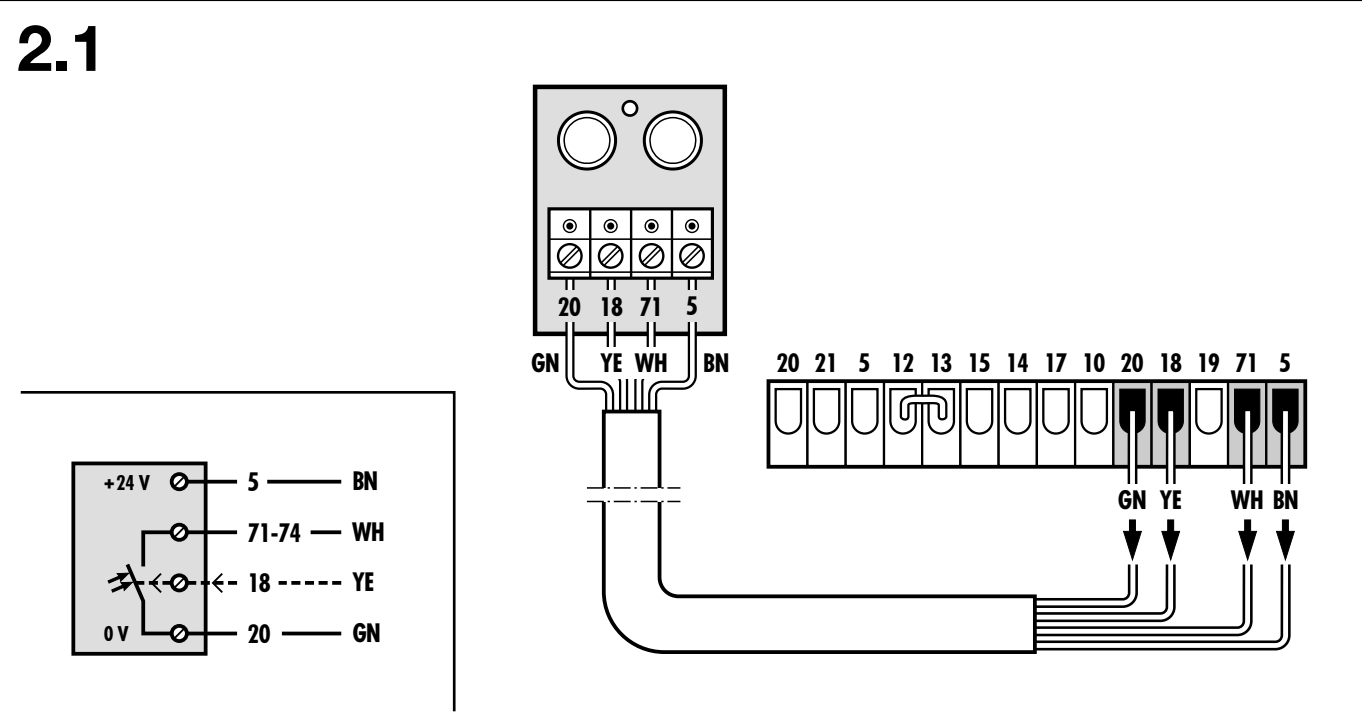 2.1
20 18 71 5
GN YE WH BN
20 21 5 12 13 15 14 17 10 20 18 19 71 5
GN YE WH BN
+24 V 5 BN
71-74 WH
18 YE
0 V 20 GN